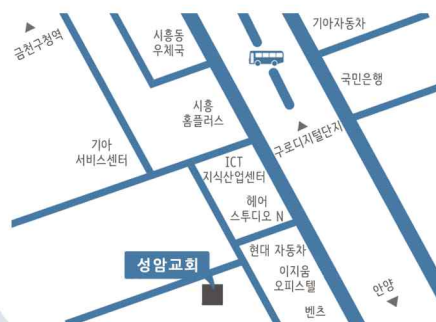 금천구청역
시흥동
우체국
기아자동차
국민은행
시흥
홈플러스
구로디지털단지
기아
서비스센터
ICT
지식산업센터
헤어
스투디오 N
현대 자동차
성암교회
이지움
오피스텔
안양
벤츠